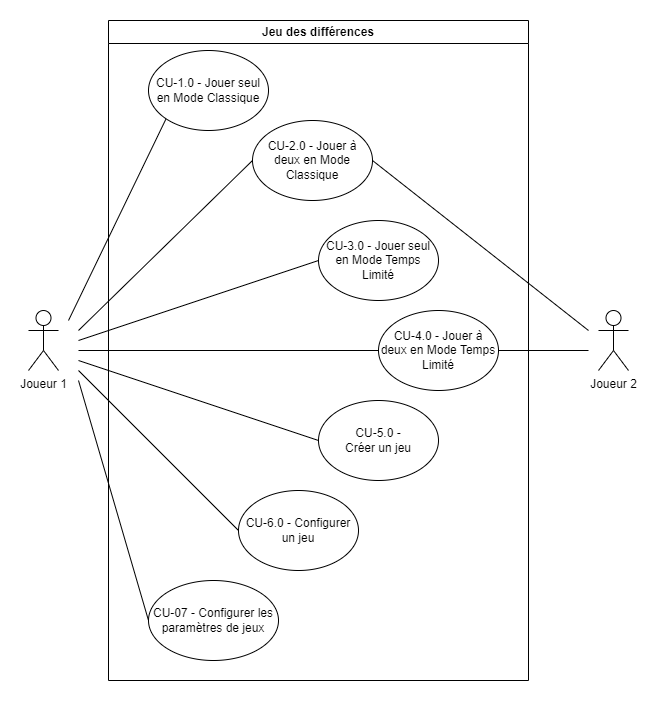 Jeu des différences
CU-1.0 - Jouer seul
en Mode Classique
CU-2.0 - Jouer à
deux en Mode
Classique
CU-3.0 - Jouer seul
en Mode Temps
Limité
CU-4.0 - Jouer à
deux en Mode Temps
Limité
Joueur 1
Joueur 2
CU-5.0 -
Créer un jeu
CU-6.0 - Configurer
un jeu
CU-07 - Configurer les
paramètres de jeux